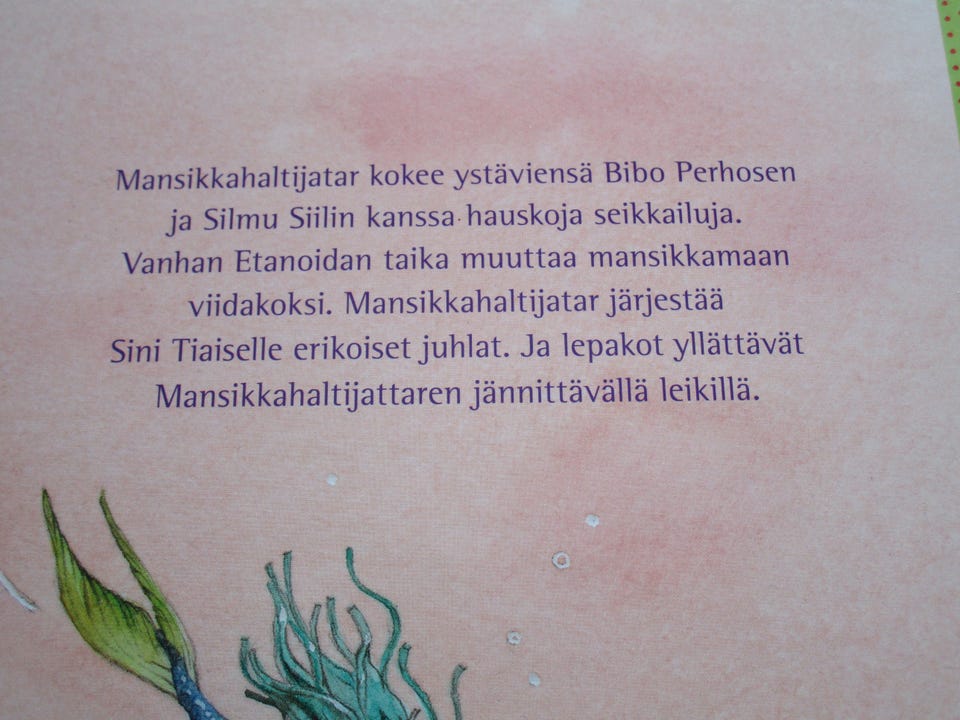 Mansikkahaltijatar kokee ystäviensä Bibo Perhosen
ja Silmu Siilin kanssa hauskoja seikkailuja.
Vanhan Etanoidan taika muuttaa mansikkamaan
viidakoksi. Mansikkahaltijatar järjestää
Sini Tiaiselle erikoiset juhlat. Ja lepakot yllättävät
Mansikkahaltijattaren jännittävällä leikillä.